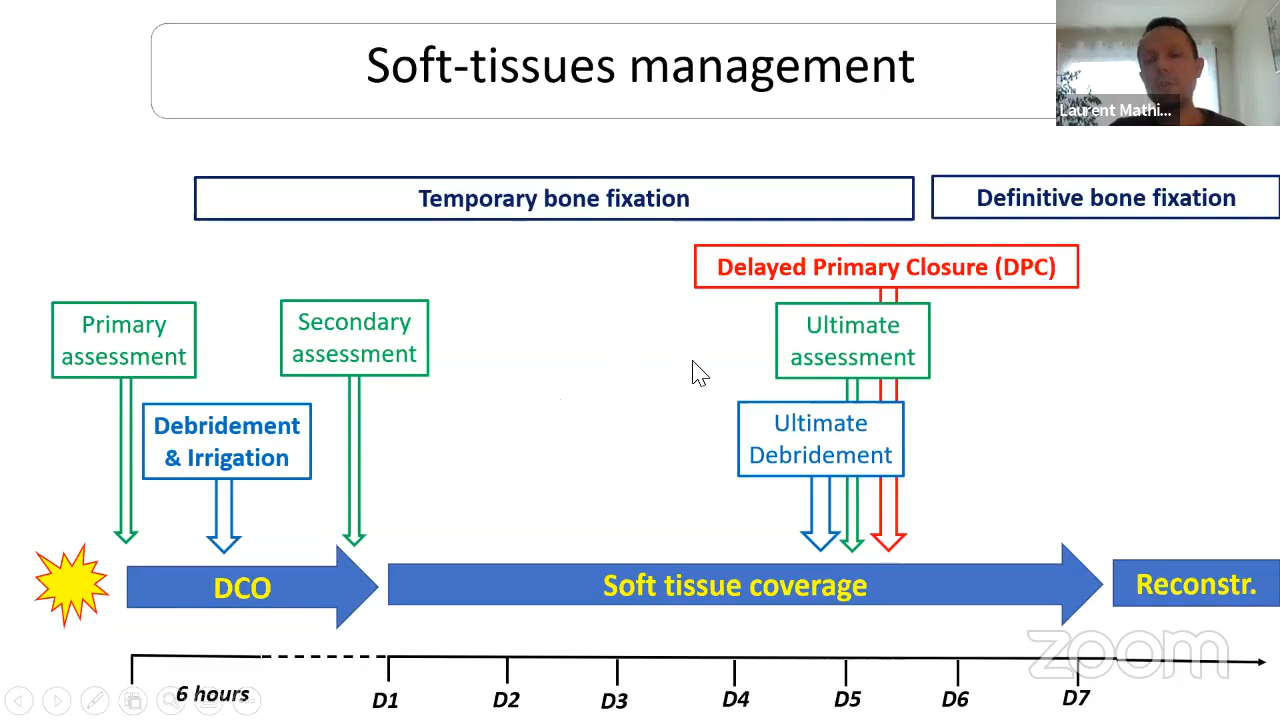 Soft-tissues management
Laurent Mathi...
Temporary bone fixation
Definitive bone fixation
Delayed Primary Closure (DPC)
Primary
assessment
Secondary
assessment
Ultimate
assessment
Debridement
& Irrigation
Ultimate
Debridement
DCO
Soft tissue coverage
Reconstr.
zoom
6 hours
D1
D2
D3
D4
D5
D6
D7